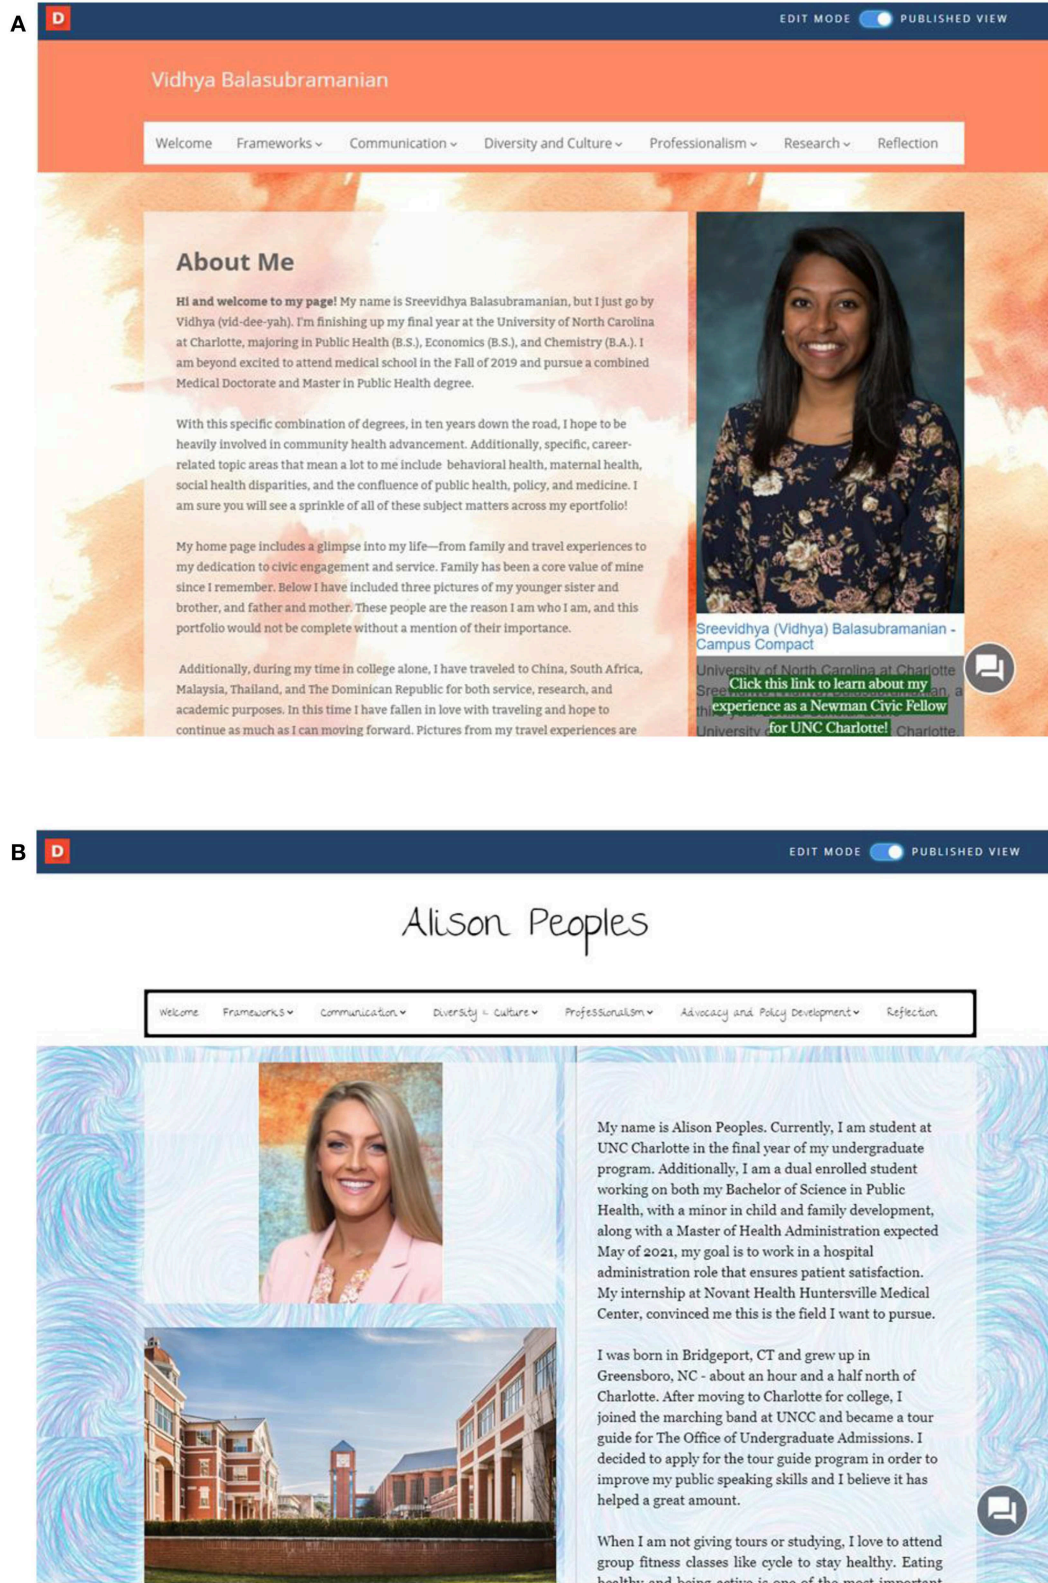 A
D
EDIT MODE PUBLISHED VIEW
Vidhya Balasubramanian
Welcome Frameworks Communication Diversity and Culture Professionalism Research Reflection
About Me
Hi and welcome to my page! My name is Sreevidhya Balasubramanian, but I just go by
Vidhya (vid-dee-yah). I'm finishing up my final year at the University of North Carolina
at Charlotte, majoring in Public Health (B.S.), Economics (B.S.), and Chemistry (B.A.). I
am beyond excited to attend medical school in the Fall of 2019 and pursue a combined
Medical Doctorate and Master in Public Health degree.
With this specific combination of degrees, in ten years down the road, I hope to be
heavily involved in community health advancement. Additionally, specific, career-
related topic areas that mean a lot to me include behavioral health, maternal health,
social health disparities, and the confluence of public health, policy, and medicine. I
am sure you will see a sprinkle of all of these subject matters across my eportfolio!
My home page includes a glimpse into my life—from family and travel experiences to
my dedication to civic engagement and service. Family has been a core value of mine
since I remember. Below I have included three pictures of my younger sister and
brother, and father and mother. These people are the reason I am who I am, and this
portfolio would not be complete without a mention of their importance.
Additionally, during my time in college alone, I have traveled to China, South Africa,
Malaysia, Thailand, and The Dominican Republic for both service, research, and
academic purposes. In this time I have fallen in love with traveling and hope to
continue as much as I can moving forward. Pictures from my travel experiences are
Sreevidhya (Vidhya) Balasubramanian -
Campus Compact
University of North Carolina at Charlotte
Click this link to learn about my
experience as a Newman Civic Fellow
for UNC Charlotte!
University Charlotte
B
D
EDIT MODE PUBLISHED VIEW
Alison Peoples
Welcome Frameworks Communication Diversity & Culture Professionalism Advocacy and Policy Development Reflection
My name is Alison Peoples. Currently, I am student at
UNC Charlotte in the final year of my undergraduate
program. Additionally, I am a dual enrolled student
working on both my Bachelor of Science in Public
Health, with a minor in child and family development,
along with a Master of Health Administration expected
May of 2021, my goal is to work in a hospital
administration role that ensures patient satisfaction.
My internship at Novant Health Huntersville Medical
Center, convinced me this is the field I want to pursue.
I was born in Bridgeport, CT and grew up in
Greensboro, NC - about an hour and a half north of
Charlotte. After moving to Charlotte for college, I
joined the marching band at UNCC and became a tour
guide for The Office of Undergraduate Admissions. I
decided to apply for the tour guide program in order to
improve my public speaking skills and I believe it has
helped a great amount.
When I am not giving tours or studying, I love to attend
group fitness classes like cycle to stay healthy. Eating
healthy and being active is one of the most important